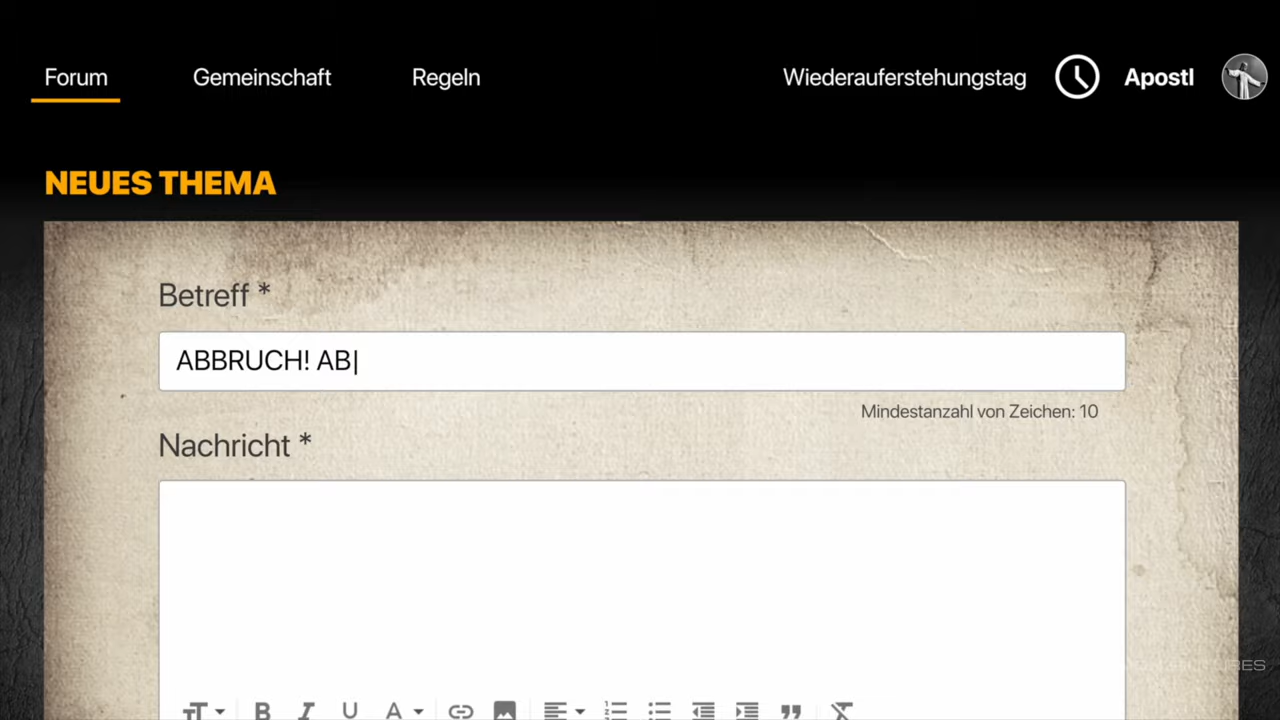 Forum Gemeinschaft Regeln Wiederauferstehungstag Apostl
NEUES THEMA
Betreff *
ABBRUCH! AB
Mindestanzahl von Zeichen: 10
Nachricht *